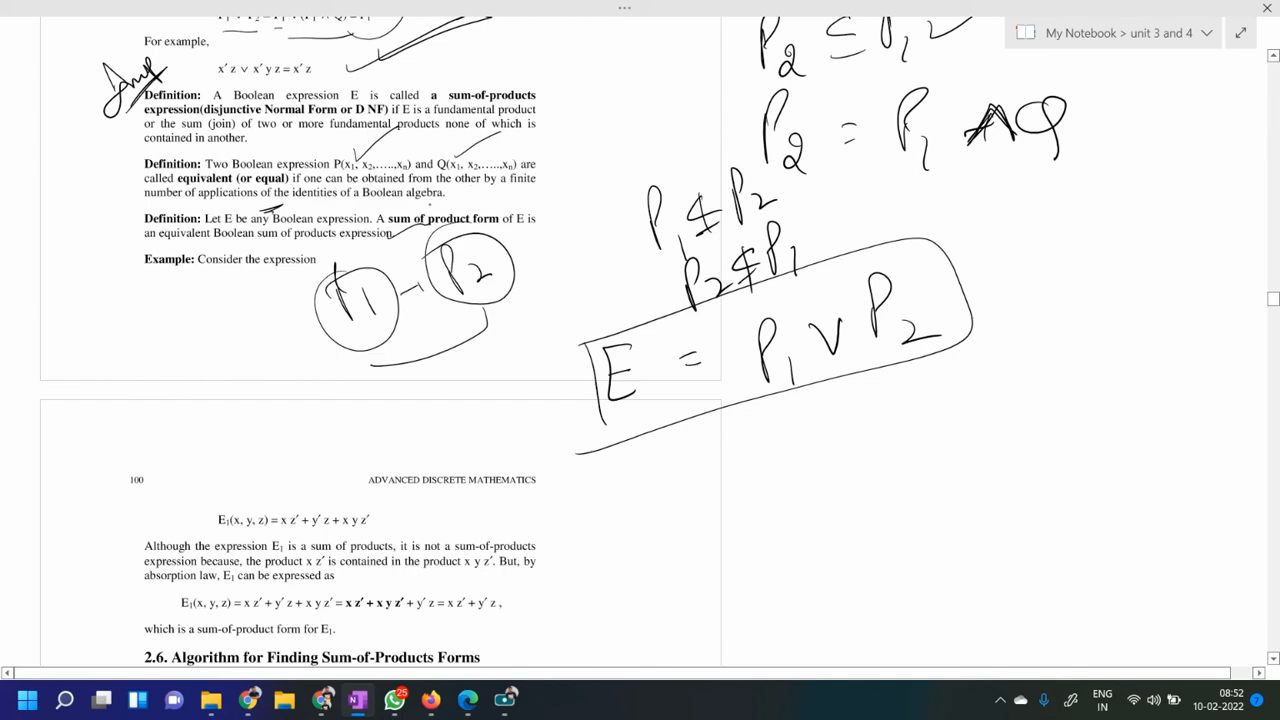 My Notebook > unit 3 and 4
For example,
x′ z ∨ x′ y z = x′ z
Definition: A Boolean expression E is called a sum-of-products
expression(disjunctive Normal Form or D NF) if E is a fundamental product
or the sum (join) of two or more fundamental products none of which is
contained in another.
Definition: Two Boolean expression P(x1, x2,.....,xn) and Q(x1, x2,.....,xn) are
called equivalent (or equal) if one can be obtained from the other by a finite
number of applications of the identities of a Boolean algebra.
Definition: Let E be any Boolean expression. A sum of product form of E is
an equivalent Boolean sum of products expression.
Example: Consider the expression
P2 = P1 ∧ Q
P1 ⊄ P2
P2 ⊄ P1
P1 P2
E = P1 ∨ P2
100 ADVANCED DISCRETE MATHEMATICS
E1(x, y, z) = x z′ + y′ z + x y z′
Although the expression E1 is a sum of products, it is not a sum-of-products
expression because, the product x z′ is contained in the product x y z′. But, by
absorption law, E1 can be expressed as
E1(x, y, z) = x z′ + y′ z + x y z′ = x z′ + x y z′ + y′ z = x z′ + y′ z ,
which is a sum-of-product form for E1.
2.6. Algorithm for Finding Sum-of-Products Forms
25
ENG
IN
08:52
10-02-2022
7